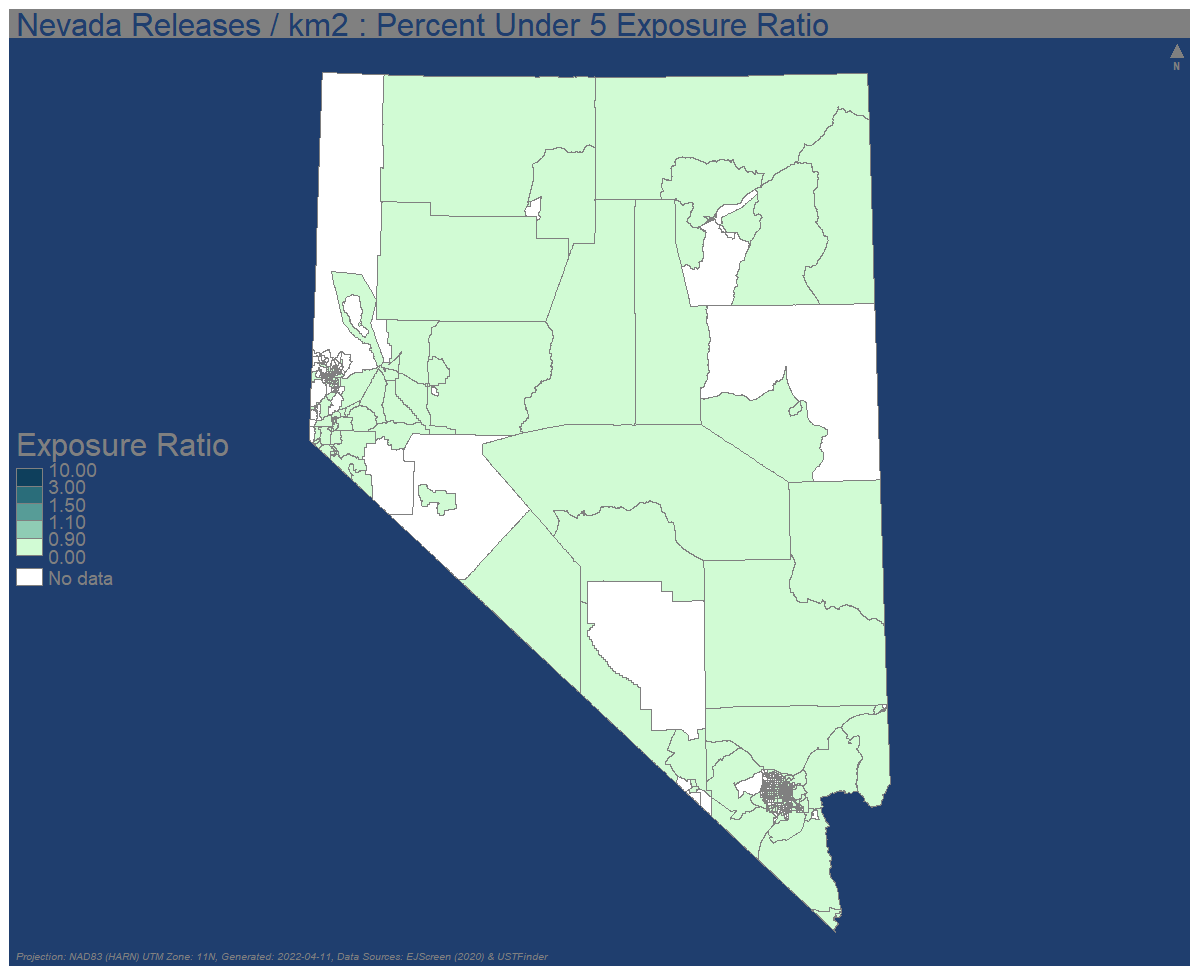 Nevada Releases / km2 : Percent Under 5 Exposure Ratio
N
Exposure Ratio
10.00
3.00
1.50
1.10
0.90
0.00
No data
Projection: NAD83 (HARN) UTM Zone: 11N, Generated: 2022-04-11, Data Sources: EJScreen (2020) & USTFinder